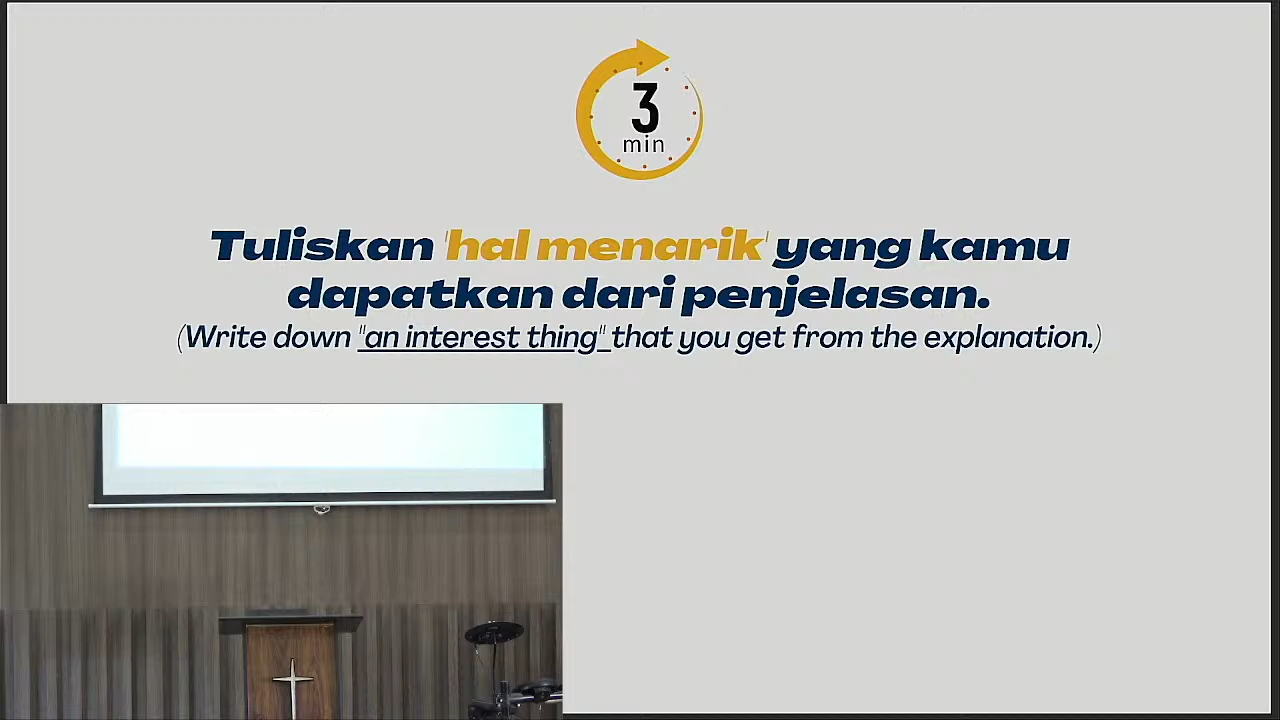 3
min
Tuliskan 'hal menarik' yang kamu
dapatkan dari penjelasan.
(Write down "an interest thing" that you get from the explanation.)